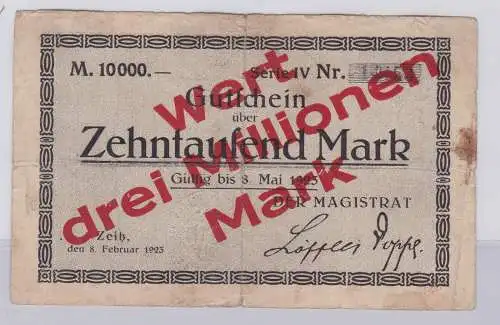 M. 10000.— Serie IV Nr.
Gutschein
über
Zehntausend Mark
Gültig bis 8. Mai 1923
DER MAGISTRAT
Zeitz,
den 8. Februar 1923
Wert
drei Millionen
Mark